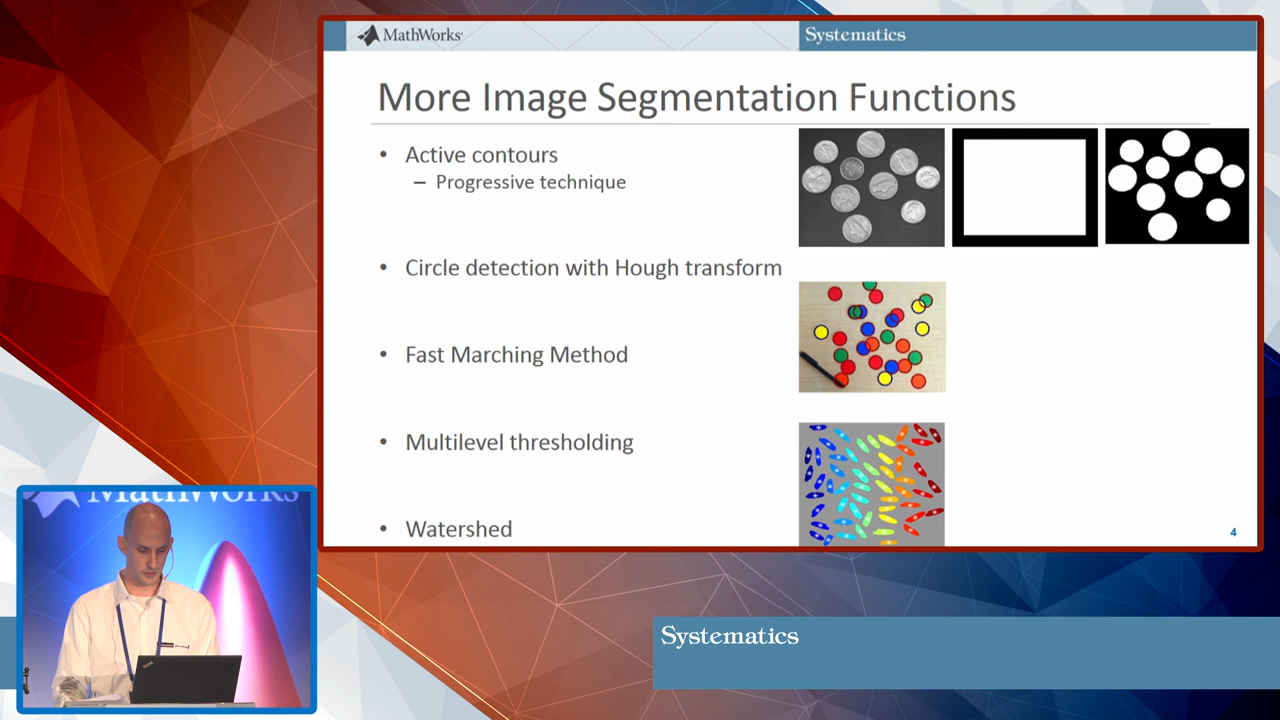 MathWorks
Systematics
More Image Segmentation Functions
• Active contours
– Progressive technique
• Circle detection with Hough transform
• Fast Marching Method
• Multilevel thresholding
• Watershed
4
MathWorks
Systematics